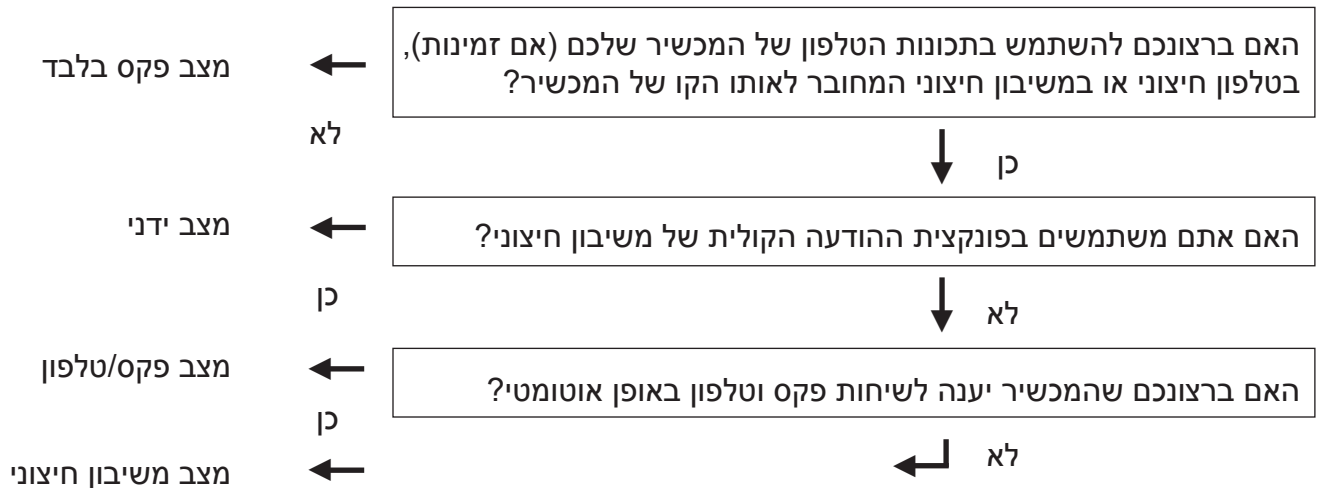 האם ברצונכם להשתמש בתכונות הטלפון של המכשיר שלכם (אם זמינות),
בטלפון חיצוני או במשיבון חיצוני המחובר לאותו הקו של המכשיר?
מצב פקס בלבד
לא
כן
האם אתם משתמשים בפונקצית ההודעה הקולית של משיבון חיצוני?
מצב ידני
כן
לא
האם ברצונכם שהמכשיר יענה לשיחות פקס וטלפון באופן אוטומטי?
מצב פקס/טלפון
כן
לא
מצב משיבון חיצוני